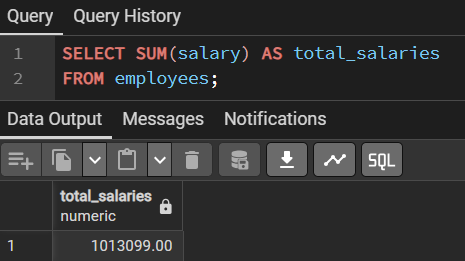 Query Query History
1 SELECT SUM(salary) AS total_salaries
2 FROM employees;
Data Output Messages Notifications
SQL
total_salaries
numeric
1 1013099.00